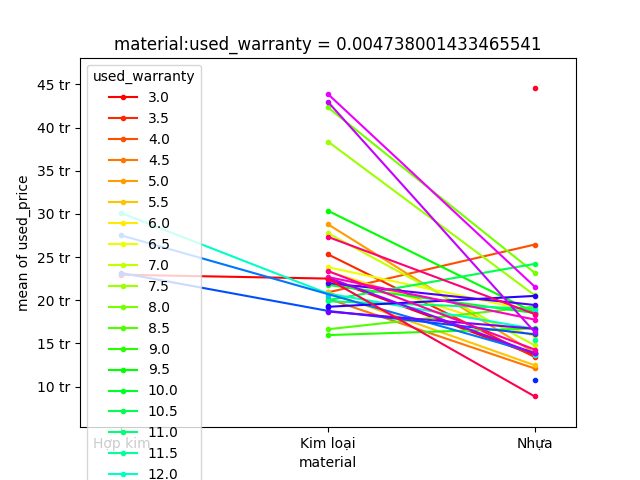 material:used_warranty = 0.004738001433465541
mean of used_price
45 tr
40 tr
35 tr
30 tr
25 tr
20 tr
15 tr
10 tr
used_warranty
3.0
3.5
4.0
4.5
5.0
5.5
6.0
6.5
7.0
7.5
8.0
8.5
9.0
9.5
10.0
10.5
11.0
11.5
12.0
Hợp kim
Kim loại
Nhựa
material